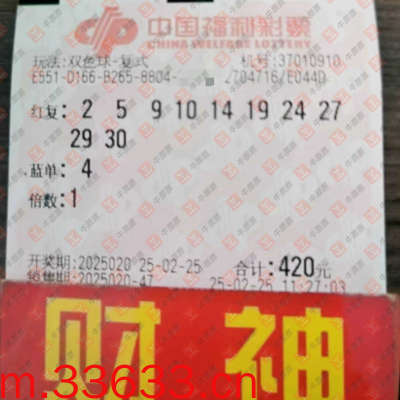 中国福利彩票
CHINA WELFARE LOTTERY
玩法:双色球-复式 机号:37010910
E551-D166-B265-8804- /704716/E044D
红复: 2 5 9 10 14 19 24 27
29 30
蓝单: 4
倍数:1
开奖期:2025020 25-02-25 合计:420元
销售期:2025020-47 25-02-25 11:27:03
财神
m.33633.cn